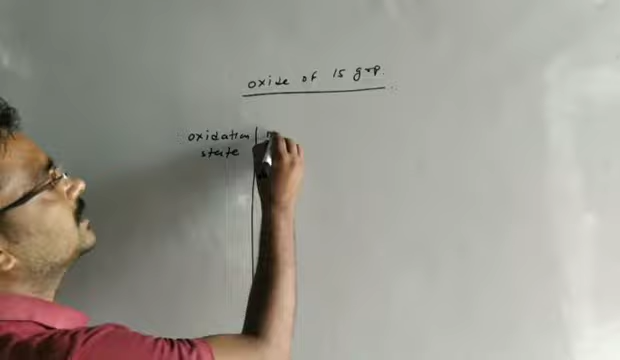 oxide of 15 grp.
oxidation
state